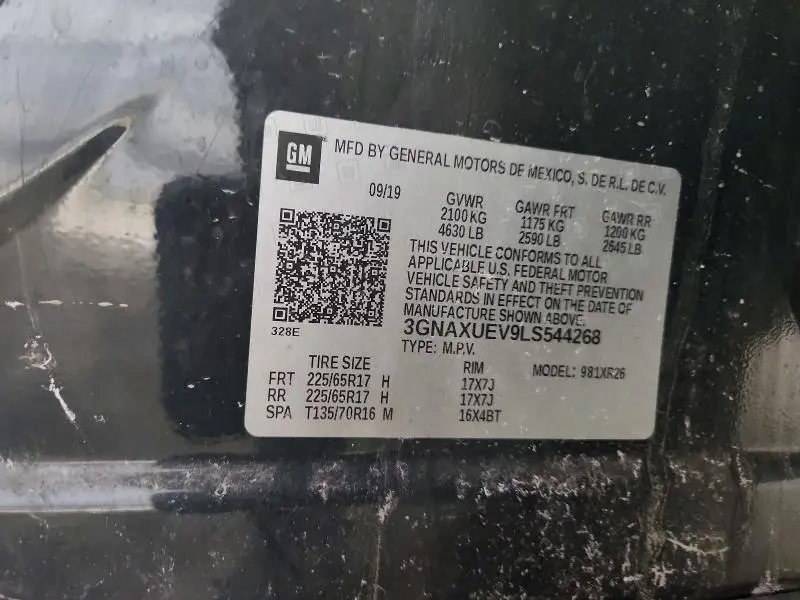 GM
MFD BY GENERAL MOTORS DE MEXICO, S. DE R.L. DE C.V.
09/19
GVWR GAWR FRT GAWR RR
2100 KG 1175 KG 1200 KG
4630 LB 2590 LB 2645 LB
THIS VEHICLE CONFORMS TO ALL
APPLICABLE U.S. FEDERAL MOTOR
VEHICLE SAFETY AND THEFT PREVENTION
STANDARDS IN EFFECT ON THE DATE OF
MANUFACTURE SHOWN ABOVE.
328E
3GNAXUEV9LS544268
TYPE: M.P.V.
TIRE SIZE RIM MODEL: 981XR26
FRT 225/65R17 H 17X7J
RR 225/65R17 H 17X7J
SPA T135/70R16 M 16X4BT